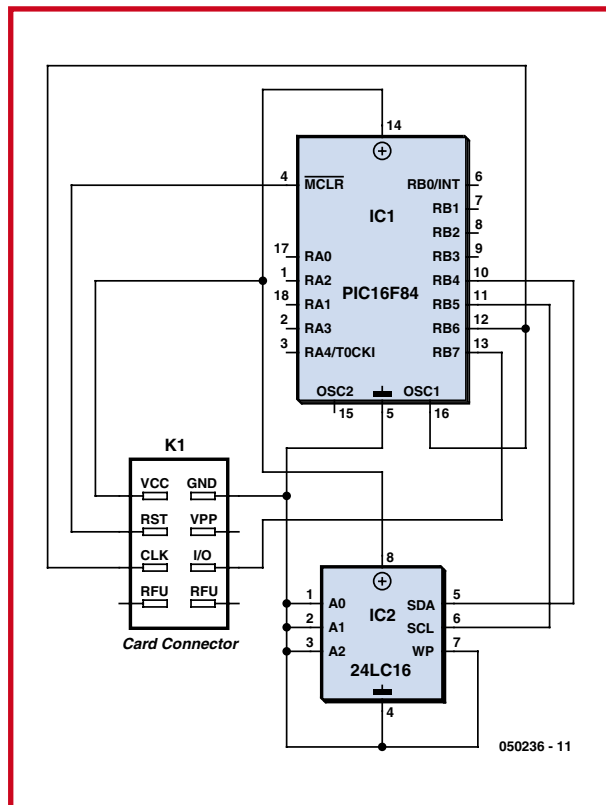 14
4
MCLR
RB0/INT
6
IC1
RB1
7
RB2
8
17
RA0
RB3
9
1
RA2
PIC16F84
RB4
10
18
RA1
RB5
11
2
RA3
RB6
12
3
RA4/T0CKI
RB7
13
OSC2
OSC1
15
5
16
K1
VCC
GND
RST
VPP
CLK
I/O
RFU
RFU
Card Connector
8
1
A0
IC2
SDA
5
2
A1
SCL
6
3
A2
WP
7
24LC16
4
050236 - 11